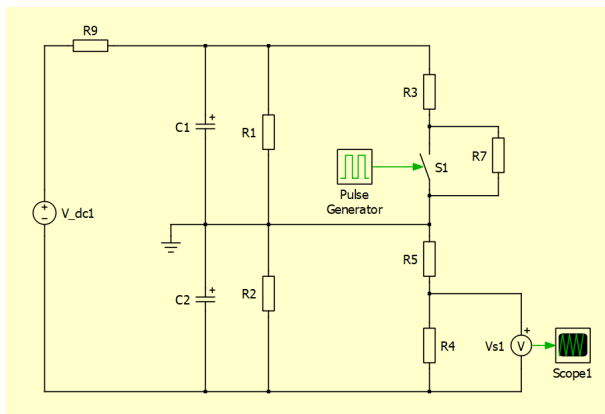 R9
R3
C1
R1
R7
S1
Pulse
Generator
V_dc1
R5
C2
R2
R4
Vs1
V
Scope1